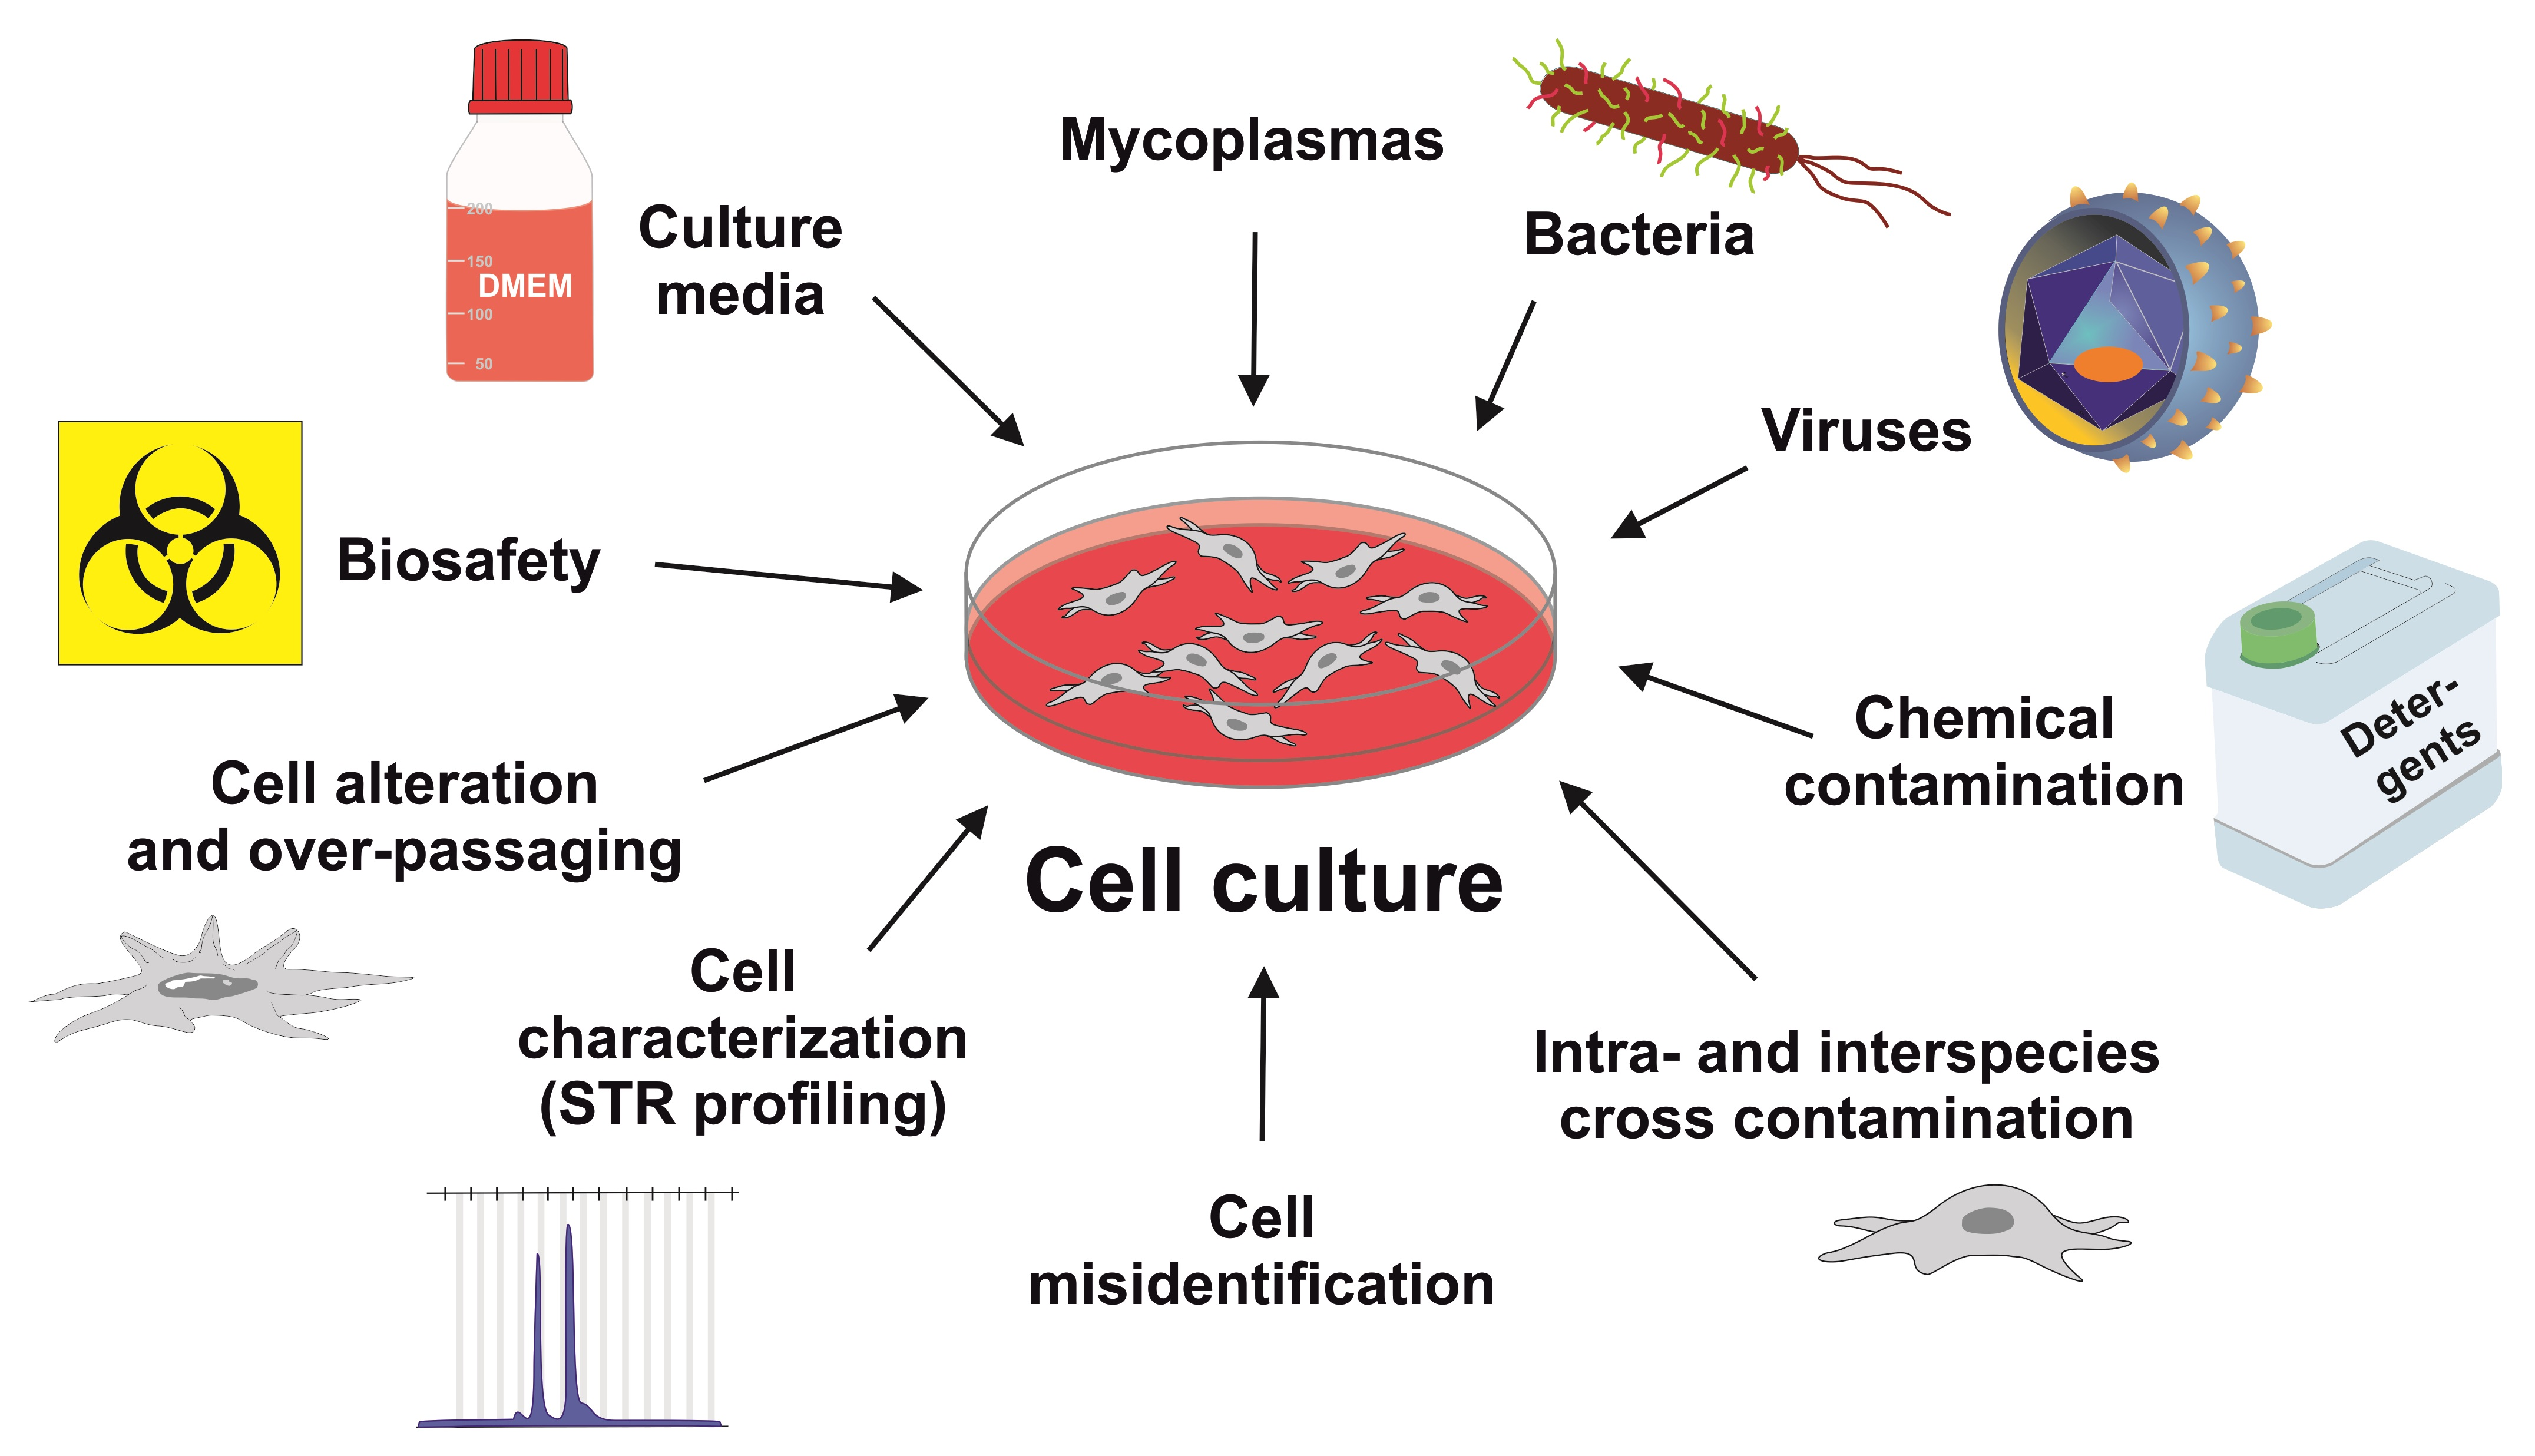 Mycoplasmas
Bacteria
Culture
media
200
150
DMEM
100
50
Viruses
Biosafety
Deter-
gents
Chemical
contamination
Cell alteration
and over-passaging
Cell culture
Cell
characterization
(STR profiling)
Intra- and interspecies
cross contamination
Cell
misidentification